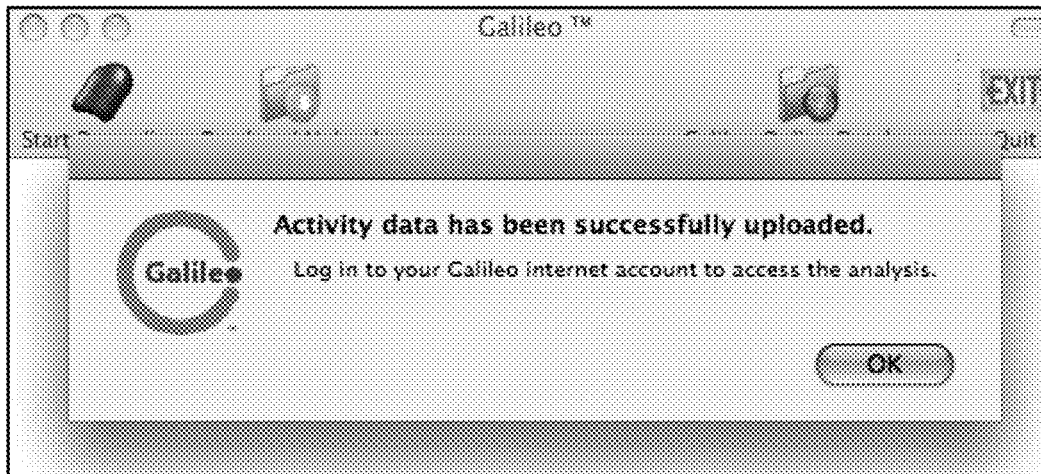 Galileo ™
EXIT
Start
Quit
Activity data has been successfully uploaded.
Galileo
Log in to your Galileo internet account to access the analysis.
OK